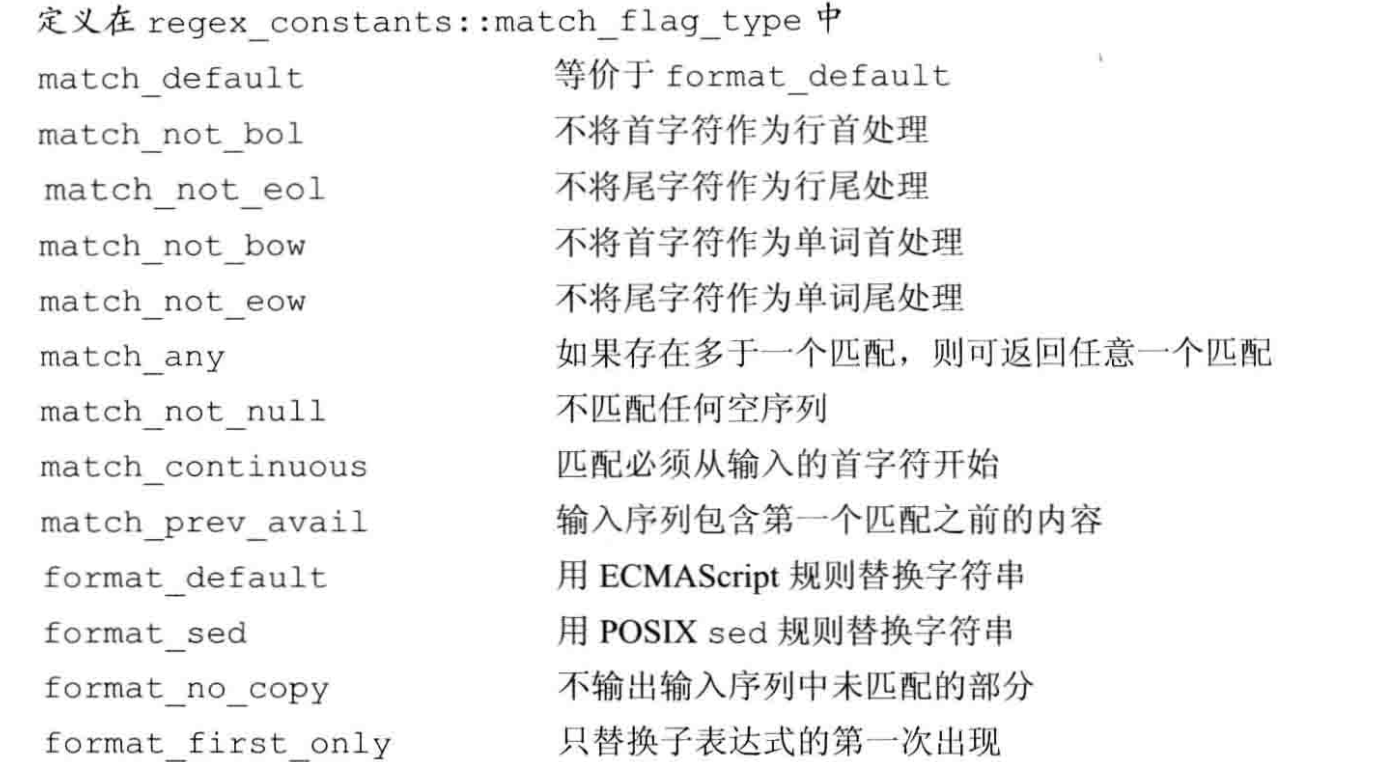 定义在 regex_constants::match_flag_type 中
match_default 等价于 format_default
match_not_bol 不将首字符作为行首处理
match_not_eol 不将尾字符作为行尾处理
match_not_bow 不将首字符作为单词首处理
match_not_eow 不将尾字符作为单词尾处理
match_any 如果存在多于一个匹配，则可返回任意一个匹配
match_not_null 不匹配任何空序列
match_continuous 匹配必须从输入的首字符开始
match_prev_avail 输入序列包含第一个匹配之前的内容
format_default 用 ECMAScript 规则替换字符串
format_sed 用 POSIX sed 规则替换字符串
format_no_copy 不输出输入序列中未匹配的部分
format_first_only 只替换子表达式的第一次出现